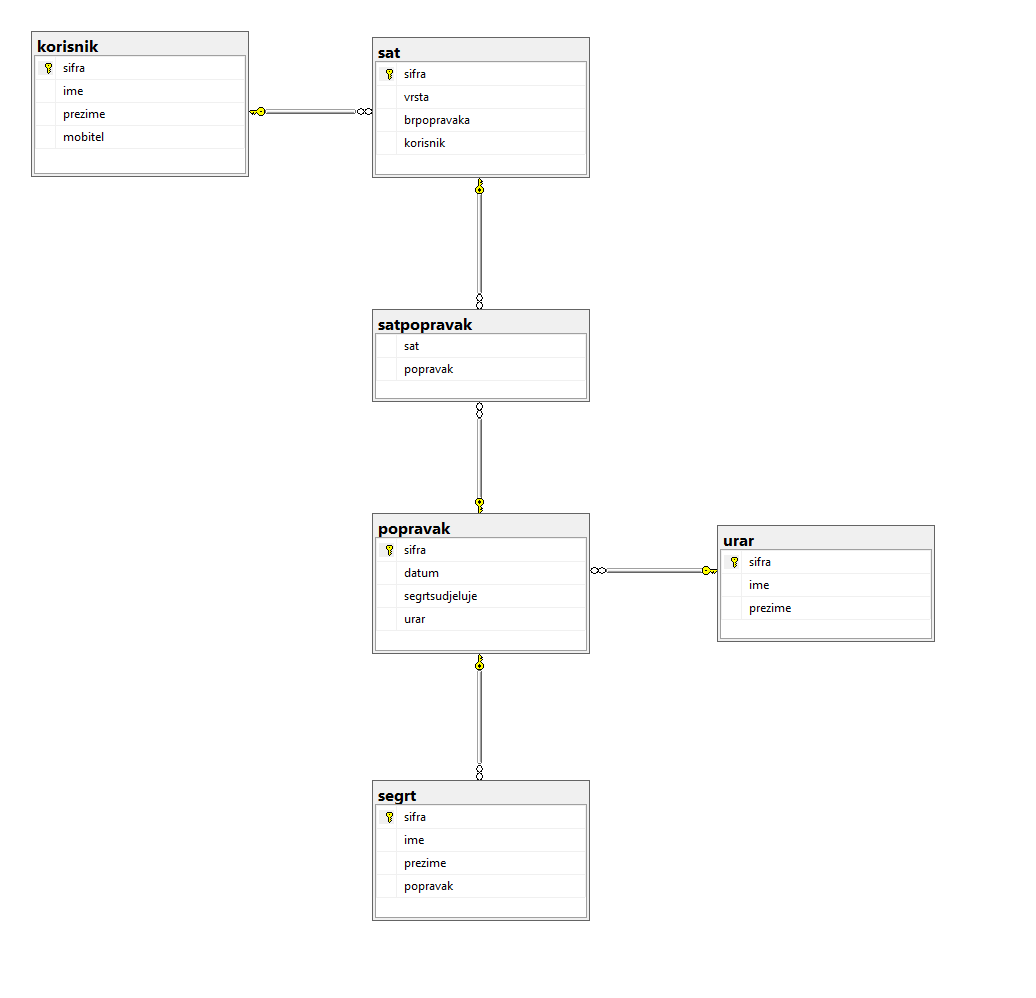 korisnik
sifra
ime
prezime
mobitel
sat
sifra
vrsta
brpopravaka
korisnik
satpopravak
sat
popravak
popravak
sifra
datum
segrtsudjeluje
urar
urar
sifra
ime
prezime
segrt
sifra
ime
prezime
popravak